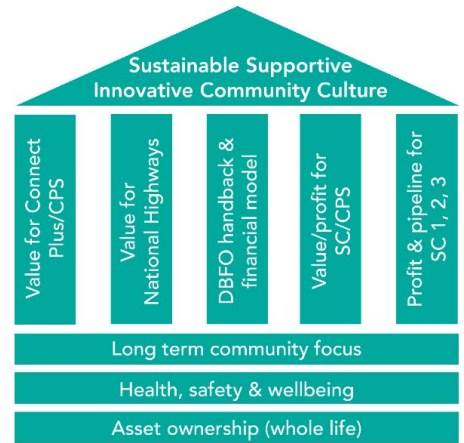 Sustainable Supportive
Innovative Community Culture
Value for Connect
Plus/CPS
Value for
National Highways
DBFO handback &
financial model
Value/profit for
SC/CPS
Profit & pipeline for
SC 1, 2, 3
Long term community focus
Health, safety & wellbeing
Asset ownership (whole life)